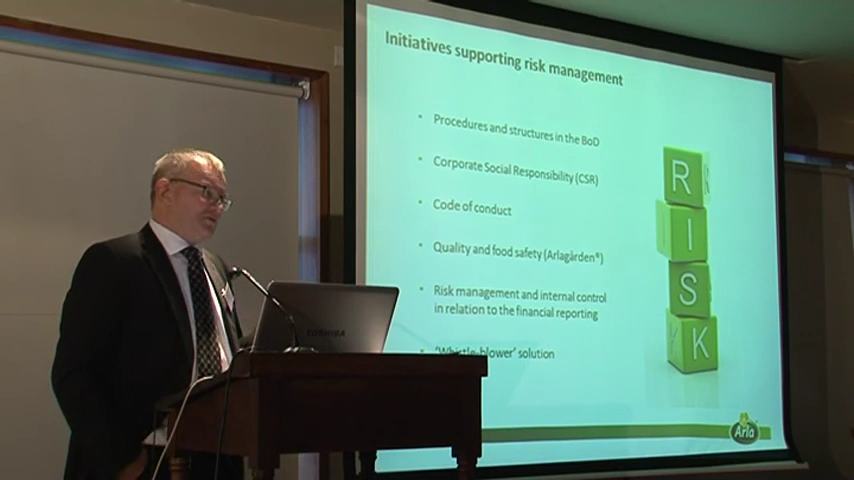 Initiatives supporting risk management
Procedures and structures in the BoD
Corporate Social Responsibility (CSR)
Code of conduct
Quality and food safety (Arlagården®)
Risk management and internal control
in relation to the financial reporting
'Whistle-blower' solution
R
I
S
K
Arla
TOSHIBA